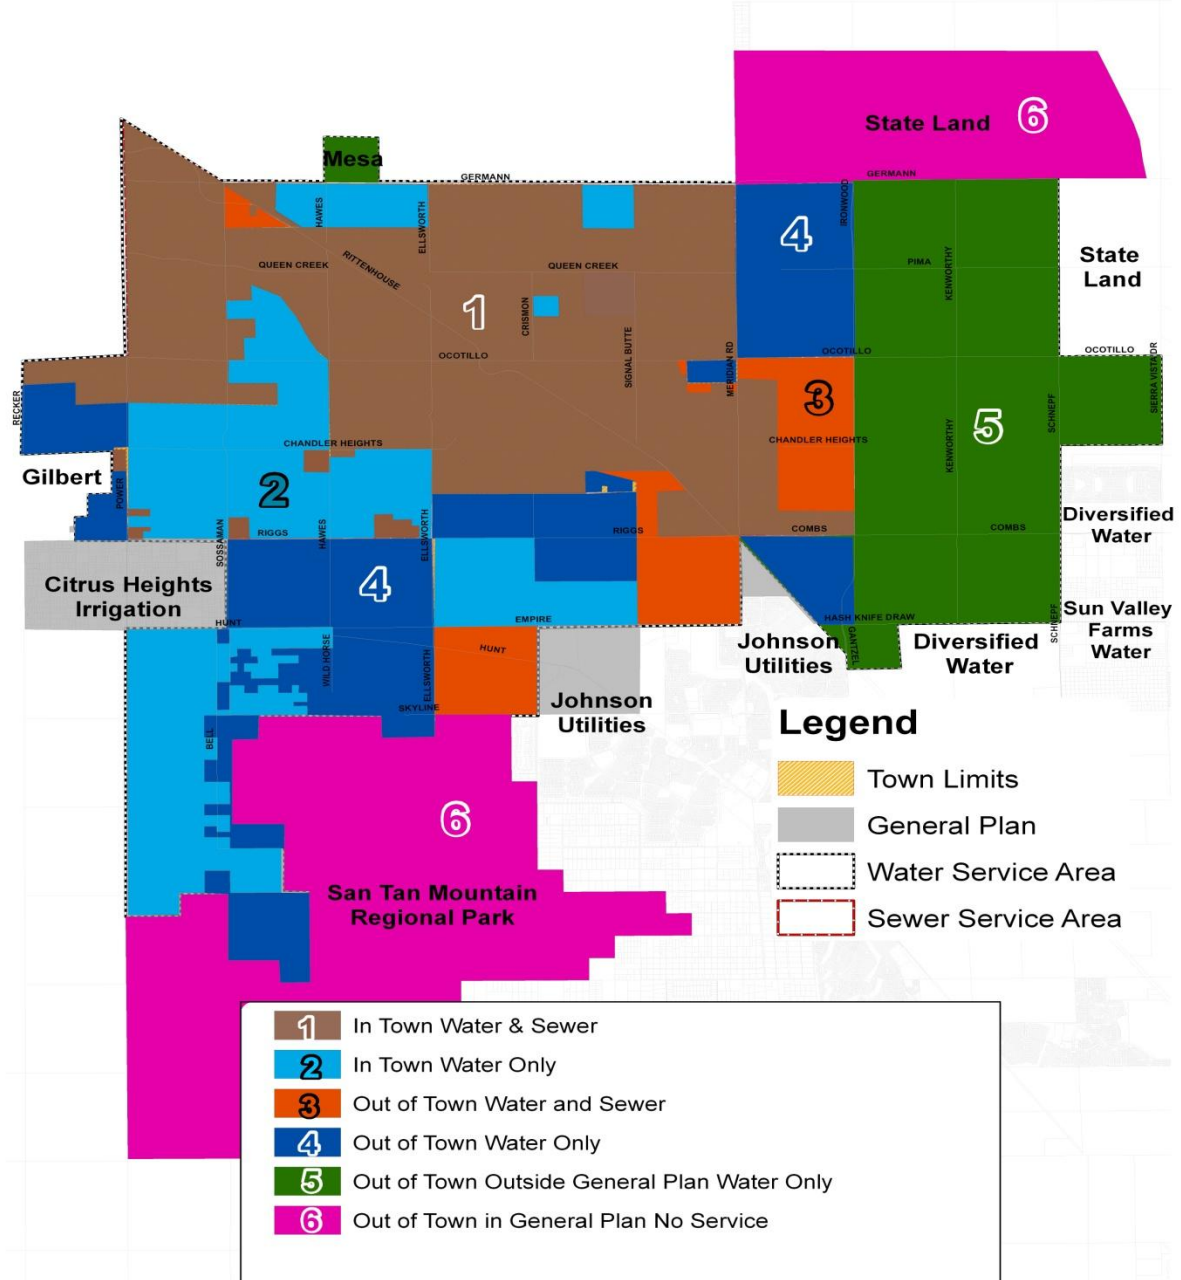 State Land
6
Mesa
GERMANN
GERMANN
HAWES
ELLSWORTH
IRONWOOD
4
QUEEN CREEK
RITTENHOUSE
QUEEN CREEK
PIMA
KENWORTHY
State
Land
1
CRISMON
SIGNAL BUTTE
OCOTILLO
MERIDIAN RD
OCOTILLO
OCOTILLO
SIERRA VISTA DR
RECKER
3
5
SCHNEPF
KENWORTHY
CHANDLER HEIGHTS
CHANDLER HEIGHTS
Gilbert
POWER
2
SOSSAMAN
RIGGS
HAWES
ELLSWORTH
RIGGS
COMBS
COMBS
Diversified
Water
Citrus Heights
Irrigation
4
HUNT
EMPIRE
HASH KNIFE DRAW
SCHNEPF
Sun Valley
Farms
Water
WILD HORSE
ELLSWORTH
HUNT
Johnson
Utilities
GANTZEL
Diversified
Water
SKYLINE
Johnson
Utilities
BELL
6
San Tan Mountain
Regional Park
Legend
Town Limits
General Plan
Water Service Area
Sewer Service Area
1 In Town Water & Sewer
2 In Town Water Only
3 Out of Town Water and Sewer
4 Out of Town Water Only
5 Out of Town Outside General Plan Water Only
6 Out of Town in General Plan No Service